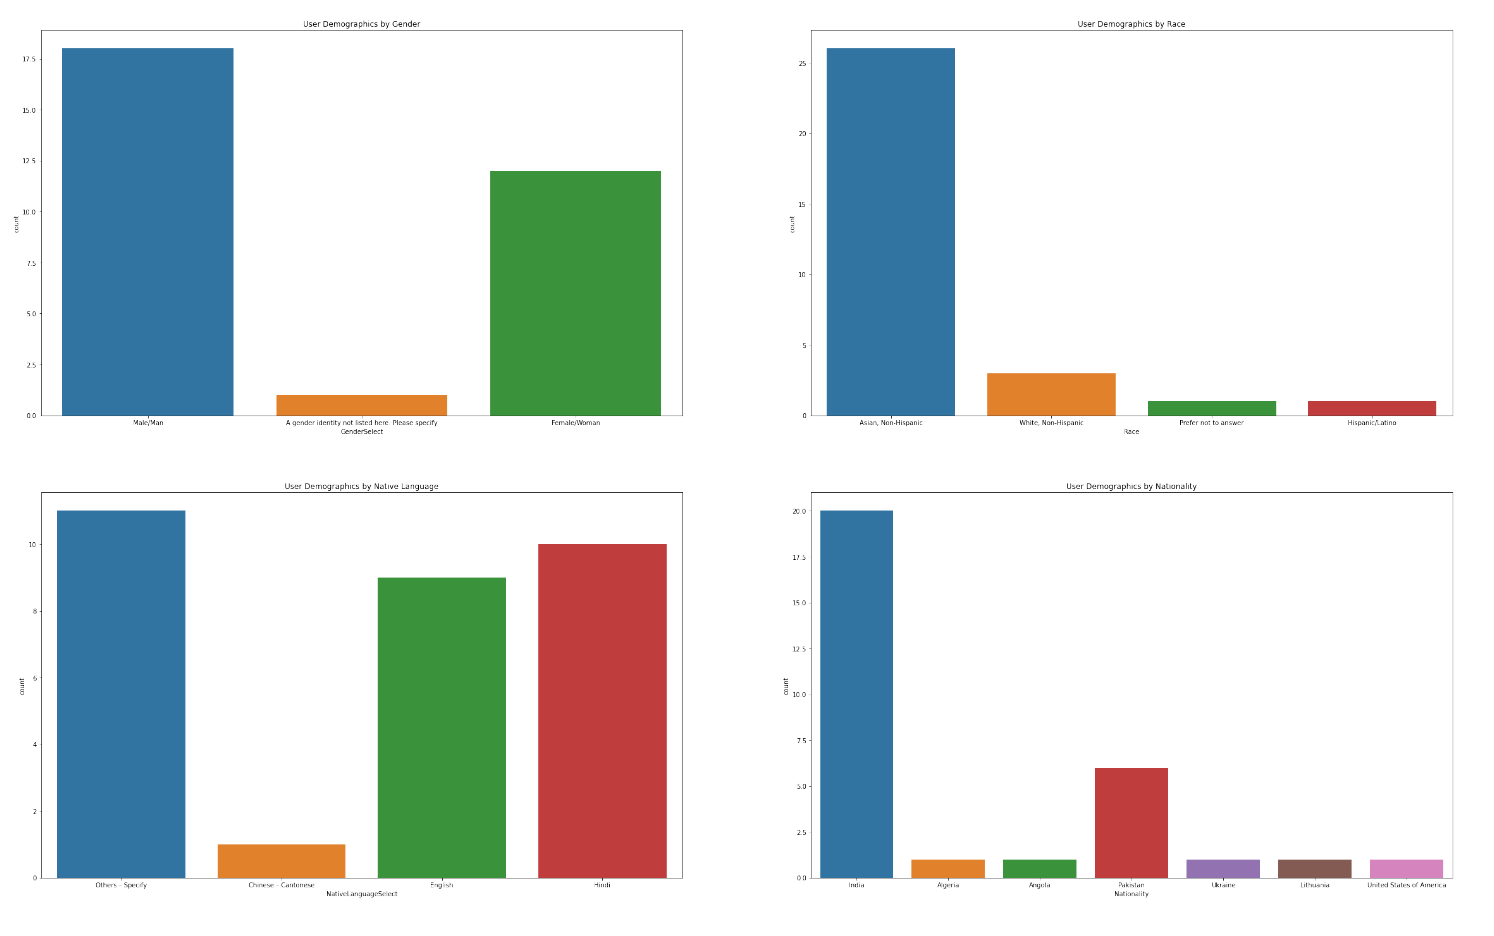 User Demographics by Gender
17.5
15.0
12.5
10.0
7.5
5.0
2.5
0.0
count
Male/Man
A gender identity not listed here. Please specify
Female/Woman
GenderSelect
User Demographics by Race
25
20
15
10
5
0
count
Asian, Non-Hispanic
White, Non-Hispanic
Prefer not to answer
Hispanic/Latino
Race
User Demographics by Native Language
10
8
6
4
2
0
count
Others – Specify
Chinese – Cantonese
English
Hindi
NativeLanguageSelect
User Demographics by Nationality
20.0
17.5
15.0
12.5
10.0
7.5
5.0
2.5
0.0
count
India
Algeria
Angola
Pakistan
Ukraine
Lithuania
United States of America
Nationality